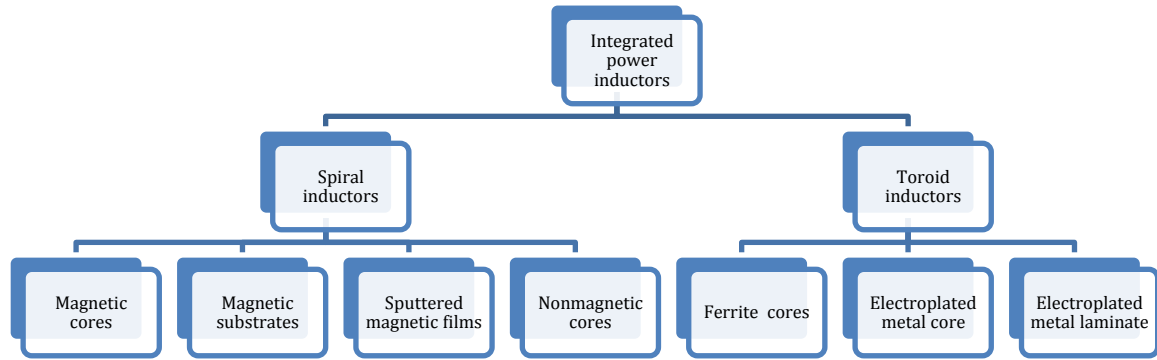 Integrated
power
inductors
Spiral
inductors
Toroid
inductors
Magnetic
cores
Magnetic
substrates
Sputtered
magnetic films
Nonmagnetic
cores
Ferrite cores
Electroplated
metal core
Electroplated
metal laminate